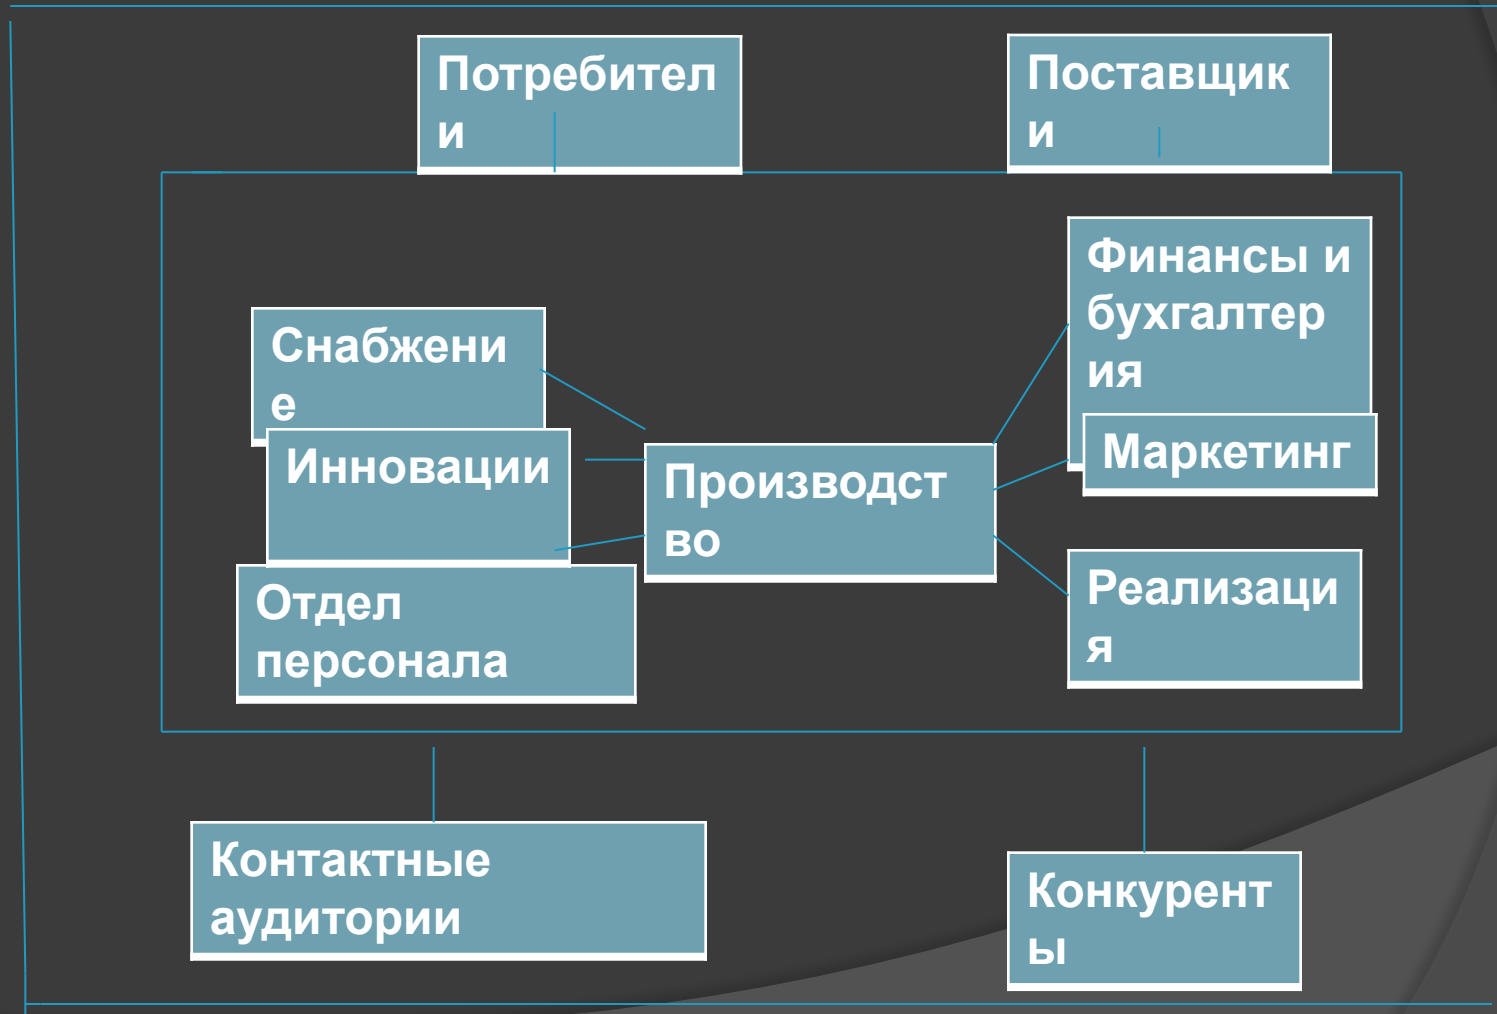 Потребител
и
Поставщик
и
Финансы и
бухгалтер
ия
Снабжени
е
Инновации
Маркетинг
Производст
во
Отдел
персонала
Реализаци
я
Контактные
аудитории
Конкурент
ы